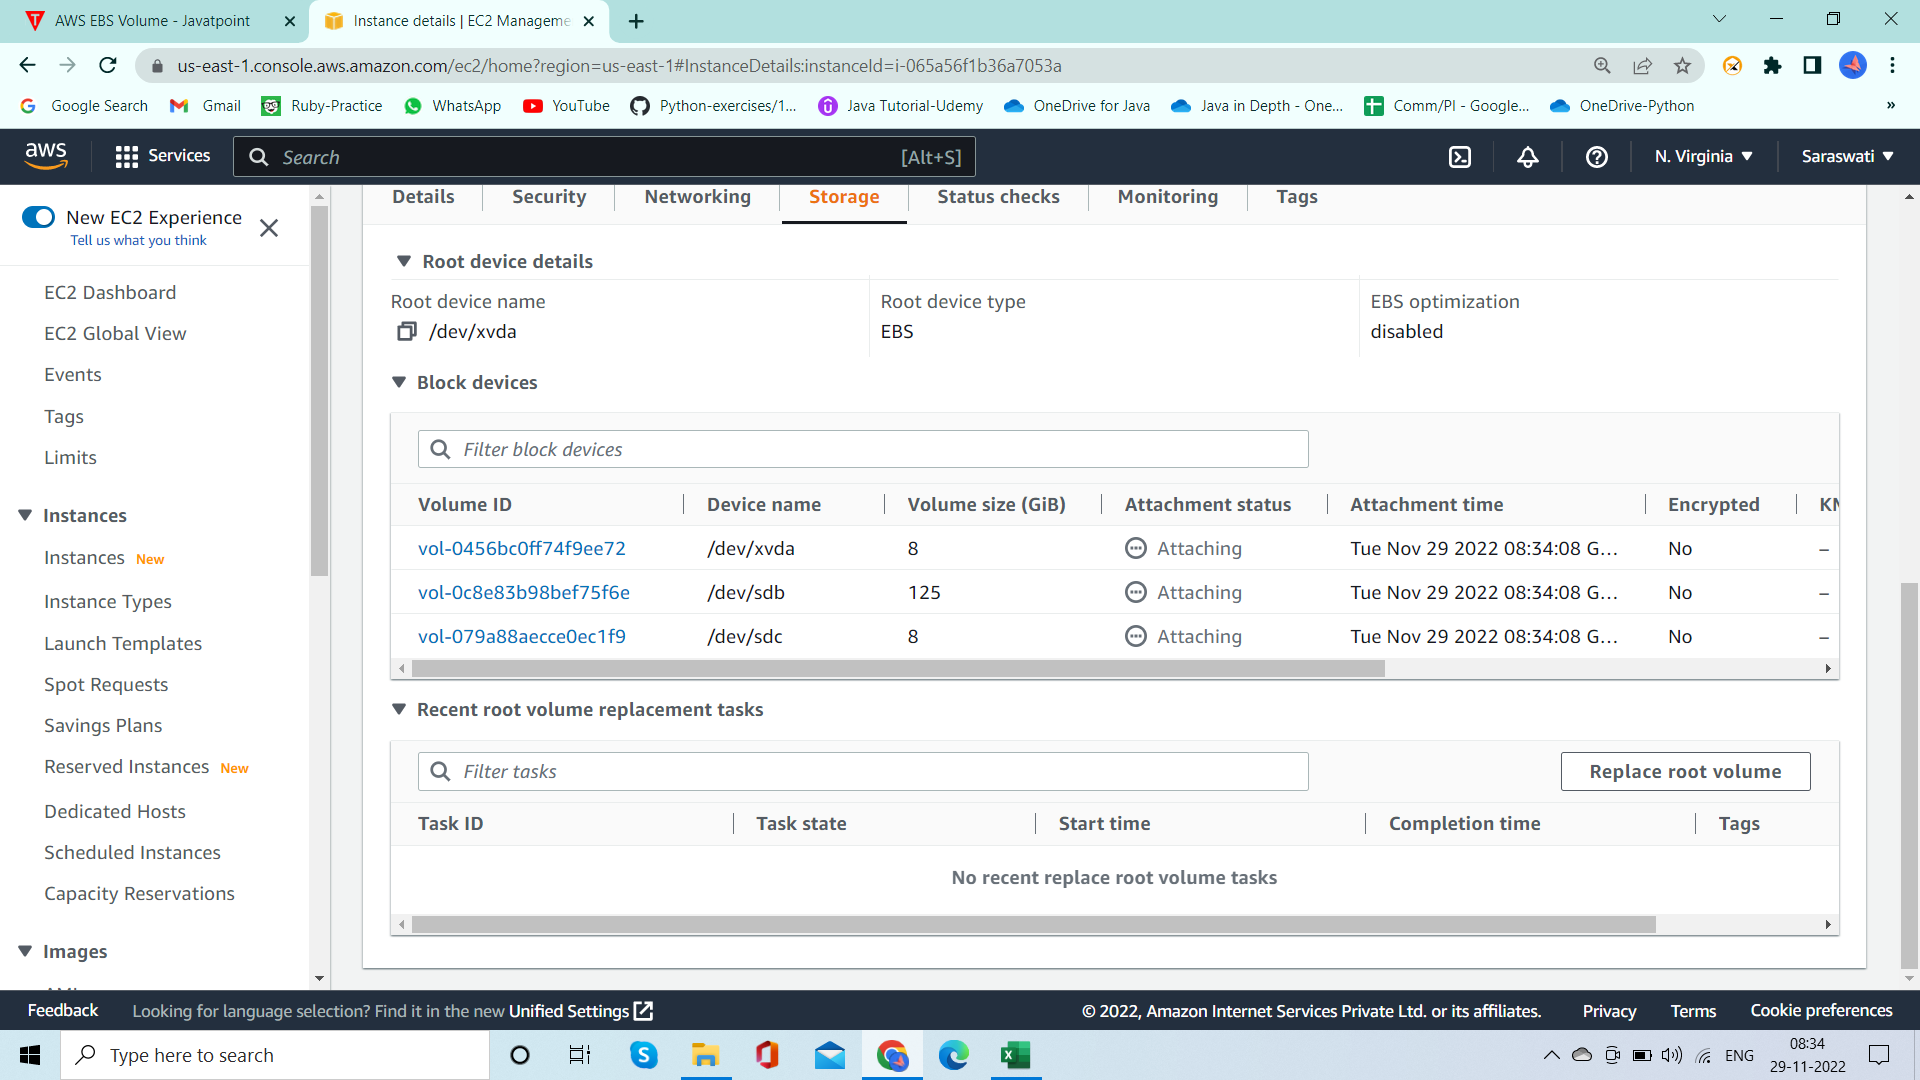 AWS EBS Volume - Javatpoint
Instance details | EC2 Manageme
us-east-1.console.aws.amazon.com/ec2/home?region=us-east-1#InstanceDetails:instanceId=i-065a56f1b36a7053a
Google Search Gmail Ruby-Practice WhatsApp YouTube Python-exercises/1... Java Tutorial-Udemy OneDrive for Java Java in Depth - One... Comm/PI - Google... OneDrive-Python »
aws Services Search [Alt+S] N. Virginia Saraswati
New EC2 Experience
Tell us what you think
EC2 Dashboard
EC2 Global View
Events
Tags
Limits
Instances
Instances New
Instance Types
Launch Templates
Spot Requests
Savings Plans
Reserved Instances New
Dedicated Hosts
Scheduled Instances
Capacity Reservations
Images
Details Security Networking Storage Status checks Monitoring Tags
Root device details
Root device name Root device type EBS optimization
/dev/xvda EBS disabled
Block devices
Filter block devices
Volume ID Device name Volume size (GiB) Attachment status Attachment time Encrypted
vol-0456bc0ff74f9ee72 /dev/xvda 8 Attaching Tue Nov 29 2022 08:34:08 G... No –
vol-0c8e83b98bef75f6e /dev/sdb 125 Attaching Tue Nov 29 2022 08:34:08 G... No –
vol-079a88aecce0ec1f9 /dev/sdc 8 Attaching Tue Nov 29 2022 08:34:08 G... No –
Recent root volume replacement tasks
Filter tasks Replace root volume
Task ID Task state Start time Completion time Tags
No recent replace root volume tasks
Feedback Looking for language selection? Find it in the new Unified Settings © 2022, Amazon Internet Services Private Ltd. or its affiliates. Privacy Terms Cookie preferences
Type here to search ENG 08:34
29-11-2022